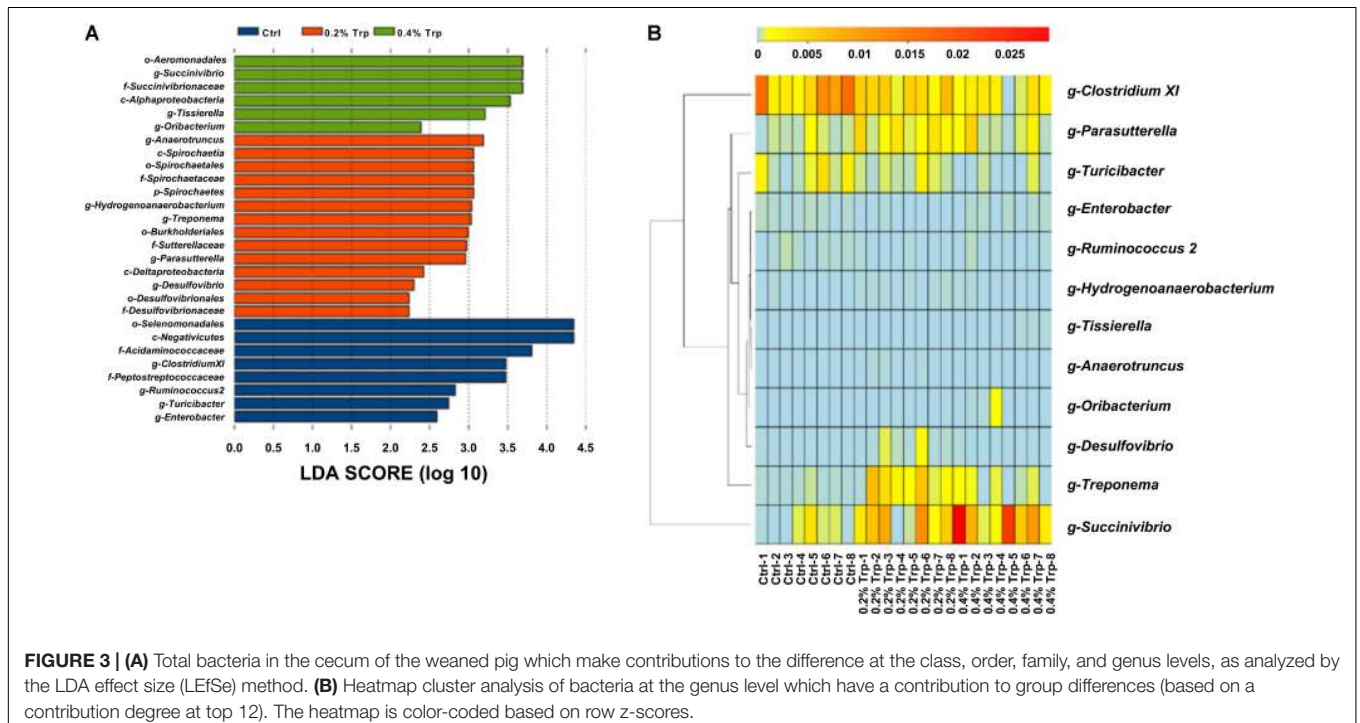 A
Ctrl 0.2% Trp 0.4% Trp
o-Aeromonadales
g-Succinivibrio
f-Succinivibrionaceae
c-Alphaproteobacteria
g-Tissierella
g-Oribacterium
g-Anaerotruncus
c-Spirochaetia
o-Spirochaetales
f-Spirochaetaceae
p-Spirochaetes
g-Hydrogenoanaerobacterium
g-Treponema
o-Burkholderiales
f-Sutterellaceae
g-Parasutterella
c-Deltaproteobacteria
g-Desulfovibrio
o-Desulfovibrionales
f-Desulfovibrionaceae
o-Selenomonadales
c-Negativicutes
f-Acidaminococcaceae
g-ClostridiumXI
f-Peptostreptococcaceae
g-Ruminococcus2
g-Turicibacter
g-Enterobacter
0.0 0.5 1.0 1.5 2.0 2.5 3.0 3.5 4.0 4.5
LDA SCORE (log 10)
B
0 0.005 0.015 0.02 0.025
g-Clostridium XI
g-Parasutterella
g-Turicibacter
g-Enterobacter
g-Ruminococcus 2
g-Hydrogenoanaerobacterium
g-Tissierella
g-Anaerotruncus
g-Oribacterium
g-Desulfovibrio
g-Treponema
g-Succinivibrio
Ctrl-1
Ctrl-2
Ctrl-3
Ctrl-4
Ctrl-5
Ctrl-6
Ctrl-7
Ctrl-8
0.2% Trp-1
0.2% Trp-2
0.2% Trp-3
0.2% Trp-4
0.2% Trp-5
0.2% Trp-6
0.2% Trp-7
0.2% Trp-8
0.4% Trp-1
0.4% Trp-2
0.4% Trp-3
0.4% Trp-4
0.4% Trp-5
0.4% Trp-6
0.4% Trp-7
0.4% Trp-8
FIGURE 3 | (A) Total bacteria in the cecum of the weaned pig which make contributions to the difference at the class, order, family, and genus levels, as analyzed by
the LDA effect size (LEfSe) method. (B) Heatmap cluster analysis of bacteria at the genus level which have a contribution to group differences (based on a
contribution degree at top 12). The heatmap is color-coded based on row z-scores.